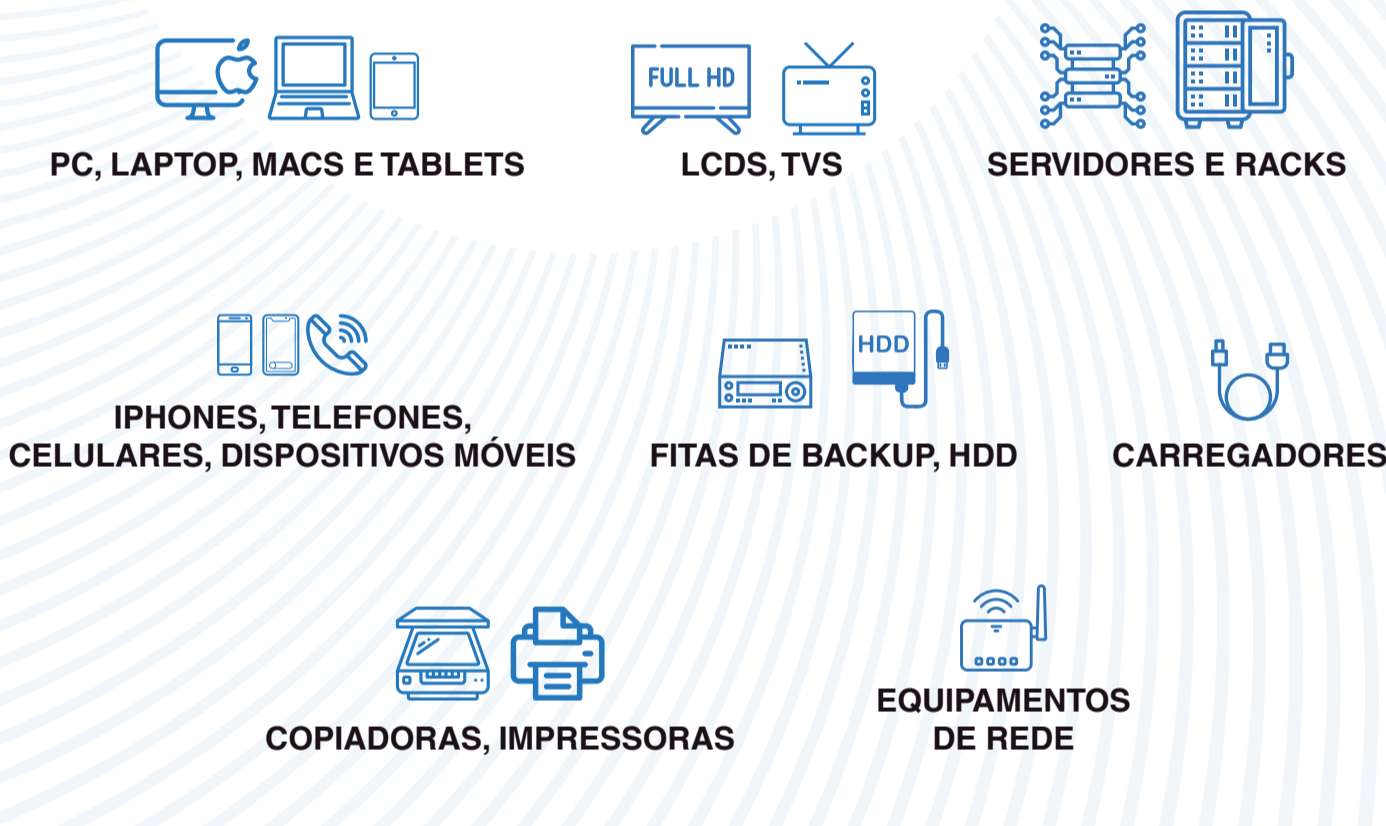 FULL HD
PC, LAPTOP, MACS E TABLETS
LCDS, TVS
SERVIDORES E RACKS
HDD
IPHONES, TELEFONES,
CELULARES, DISPOSITIVOS MÓVEIS
FITAS DE BACKUP, HDD
CARREGADORES
COPIADORAS, IMPRESSORAS
EQUIPAMENTOS
DE REDE